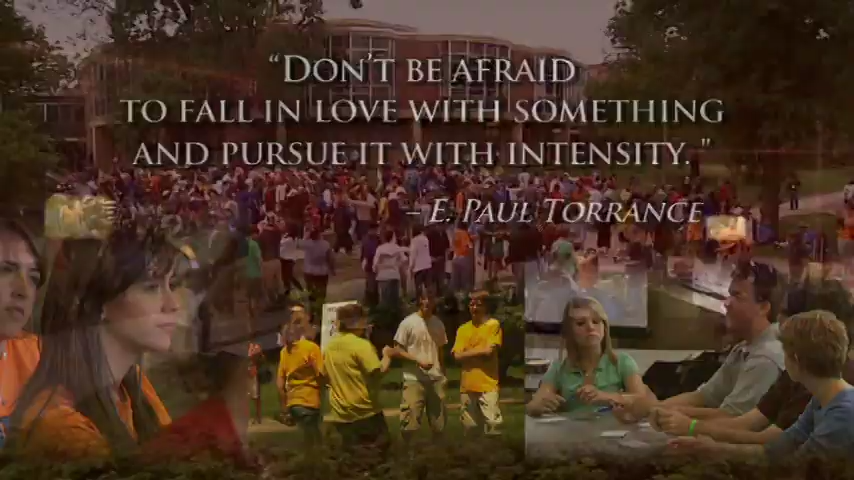 “DON’T BE AFRAID
TO FALL IN LOVE WITH SOMETHING
AND PURSUE IT WITH INTENSITY. ”
– E. PAUL TORRANCE